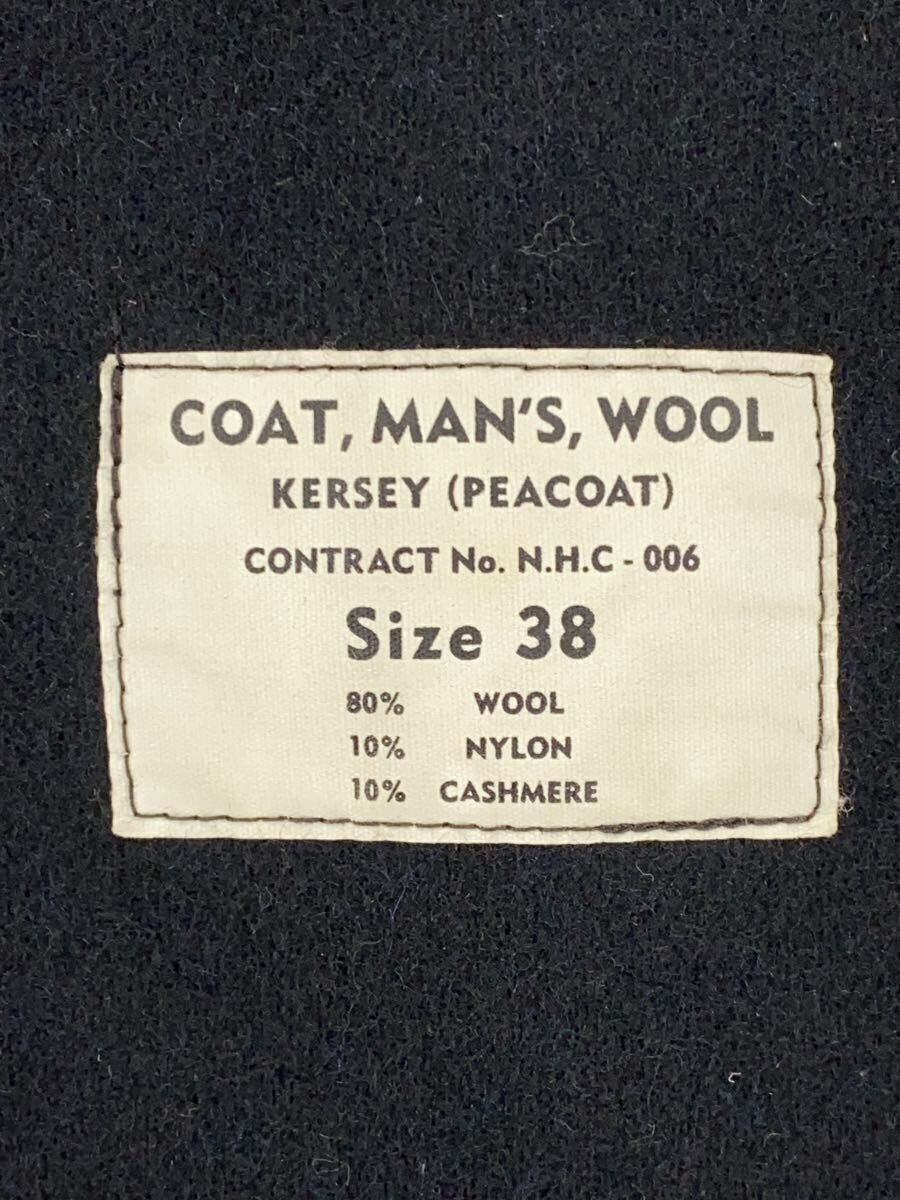 COAT, MAN'S, WOOL
KERSEY (PEACOAT)
CONTRACT No. N.H.C - 006
Size 38
80% WOOL
10% NYLON
10% CASHMERE